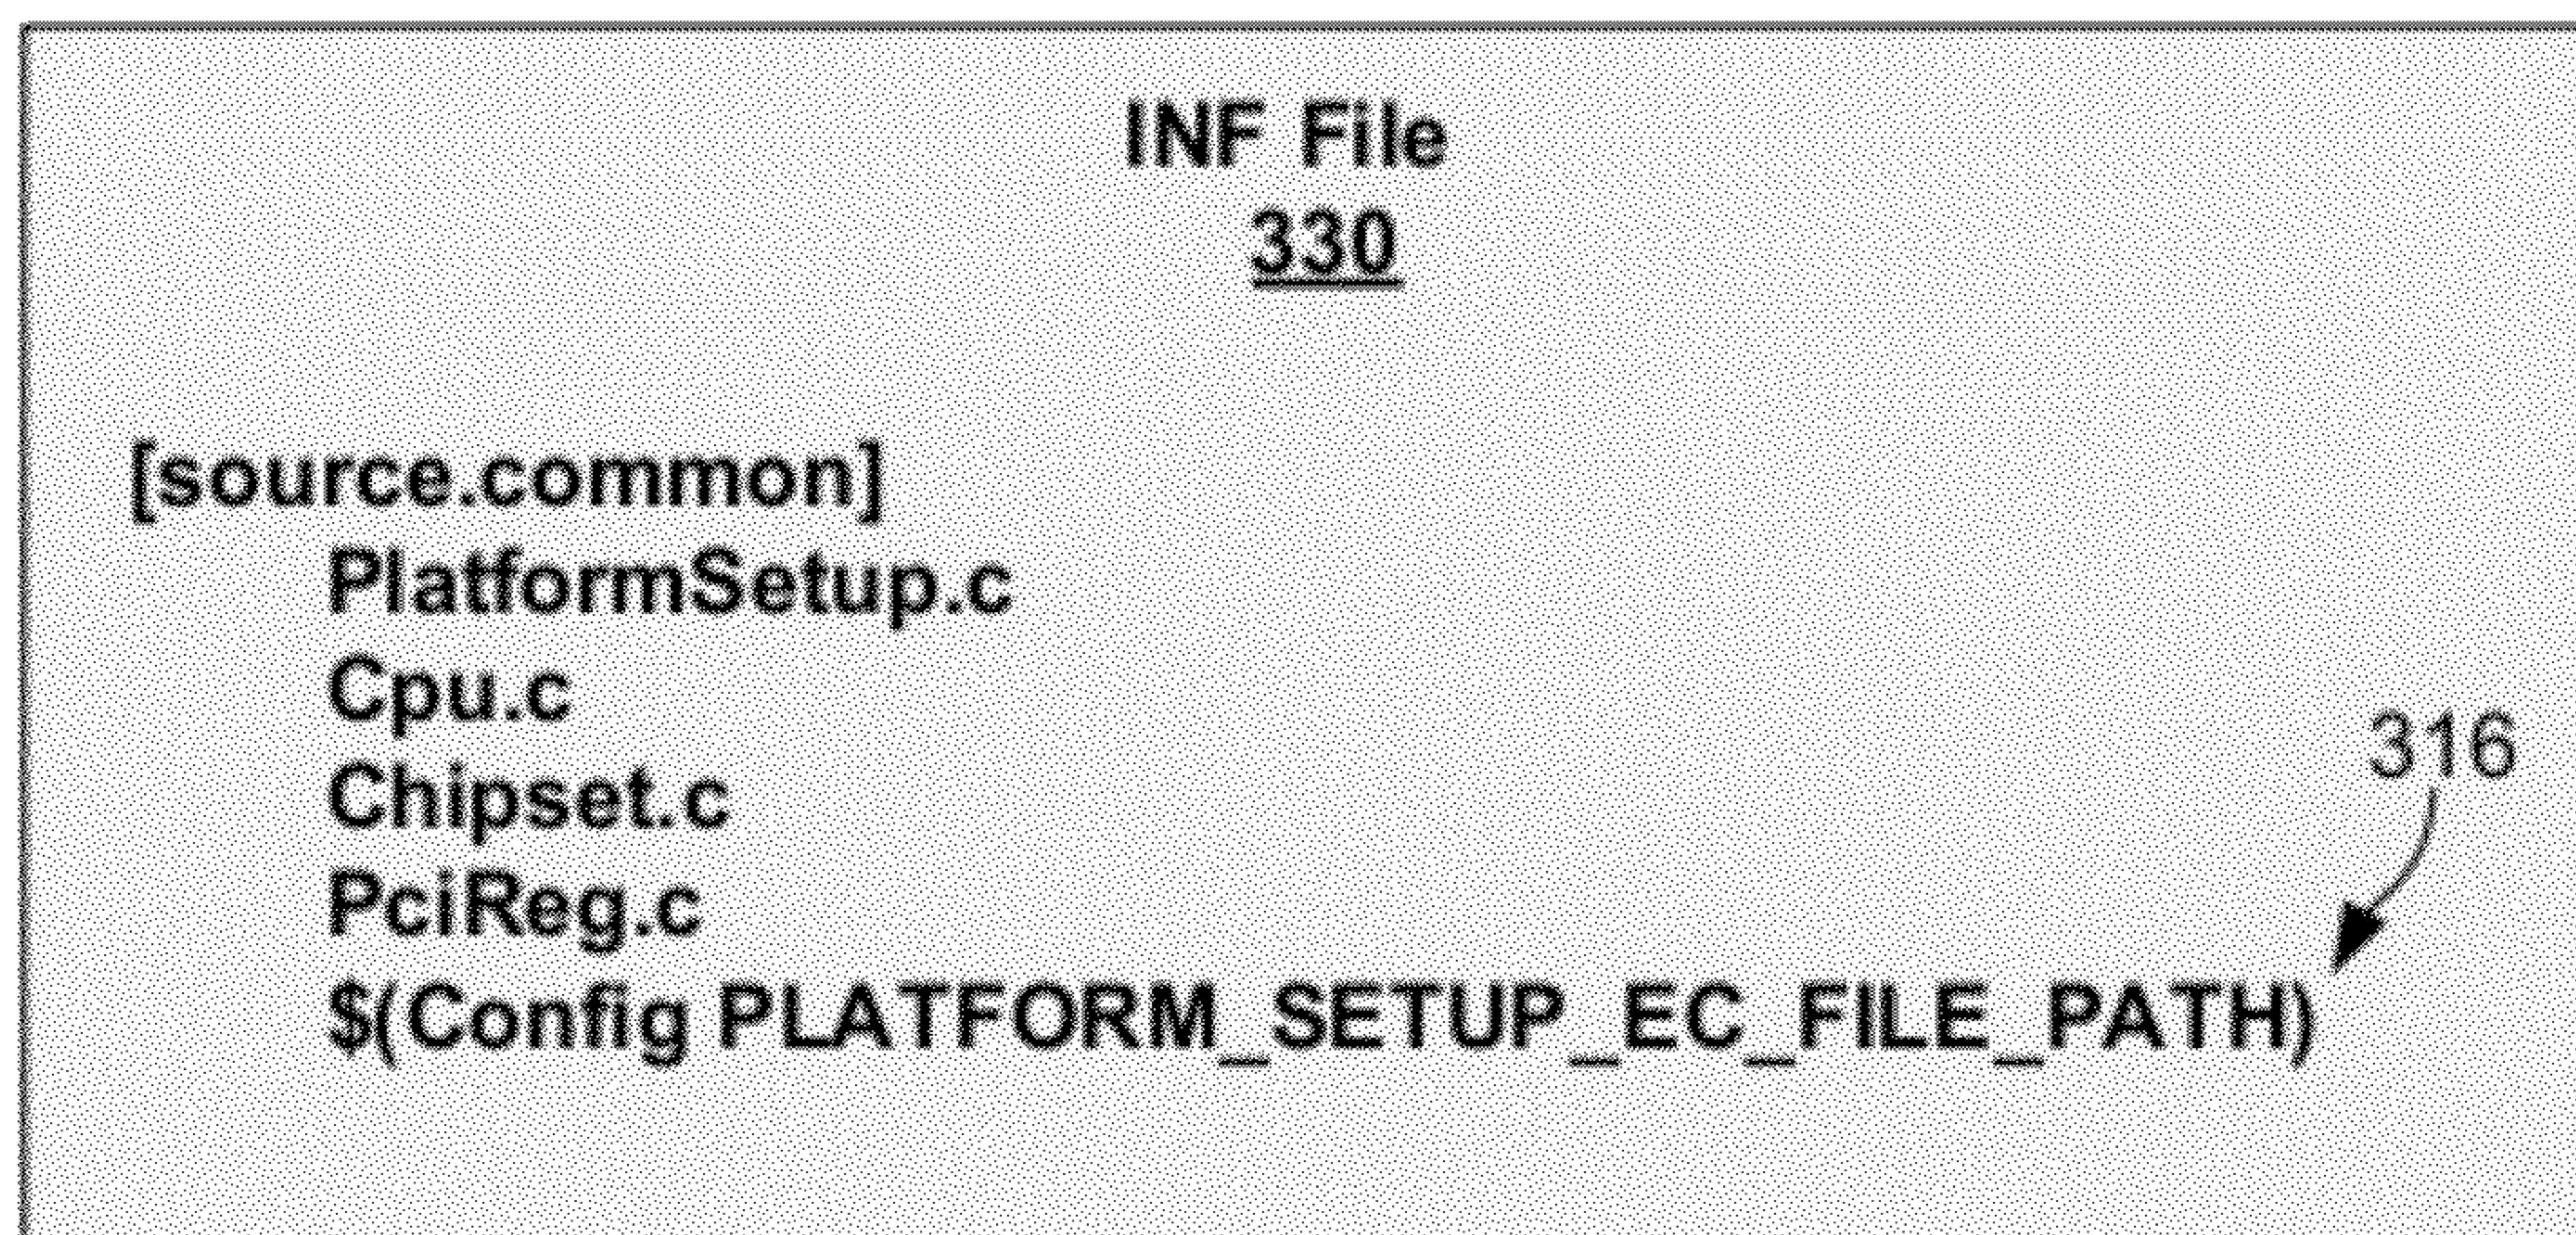 INF File
330
[source.common]
PlatformSetup.c
Cpu.c
Chipset.c
PciReg.c
316
$(Config PLATFORM_SETUP_EC_FILE_PATH)